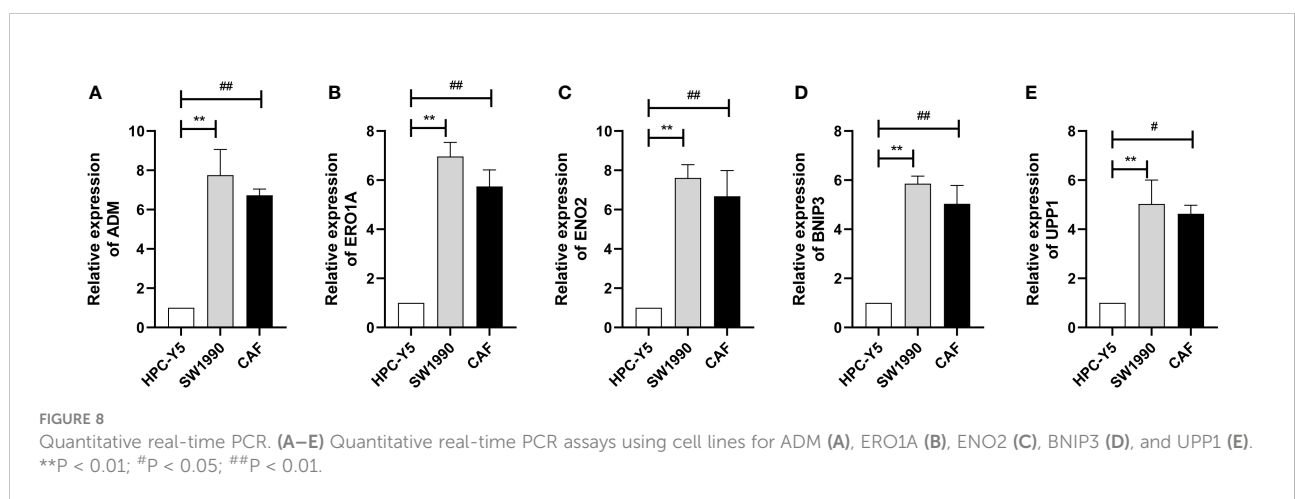 A
##
**
10
8
6
4
2
0
Relative expression
of ADM
HPC-Y5
SW1990
CAF
B
##
**
8
6
4
2
0
Relative expression
of ERO1A
HPC-Y5
SW1990
CAF
C
##
**
10
8
6
4
2
0
Relative expression
of ENO2
HPC-Y5
SW1990
CAF
D
##
**
8
6
4
2
0
Relative expression
of BNIP3
HPC-Y5
SW1990
CAF
E
#
**
8
6
4
2
0
Relative expression
of UPP1
HPC-Y5
SW1990
CAF
FIGURE 8
Quantitative real-time PCR. (A–E) Quantitative real-time PCR assays using cell lines for ADM (A), ERO1A (B), ENO2 (C), BNIP3 (D), and UPP1 (E).
**P < 0.01; #P < 0.05; ##P < 0.01.